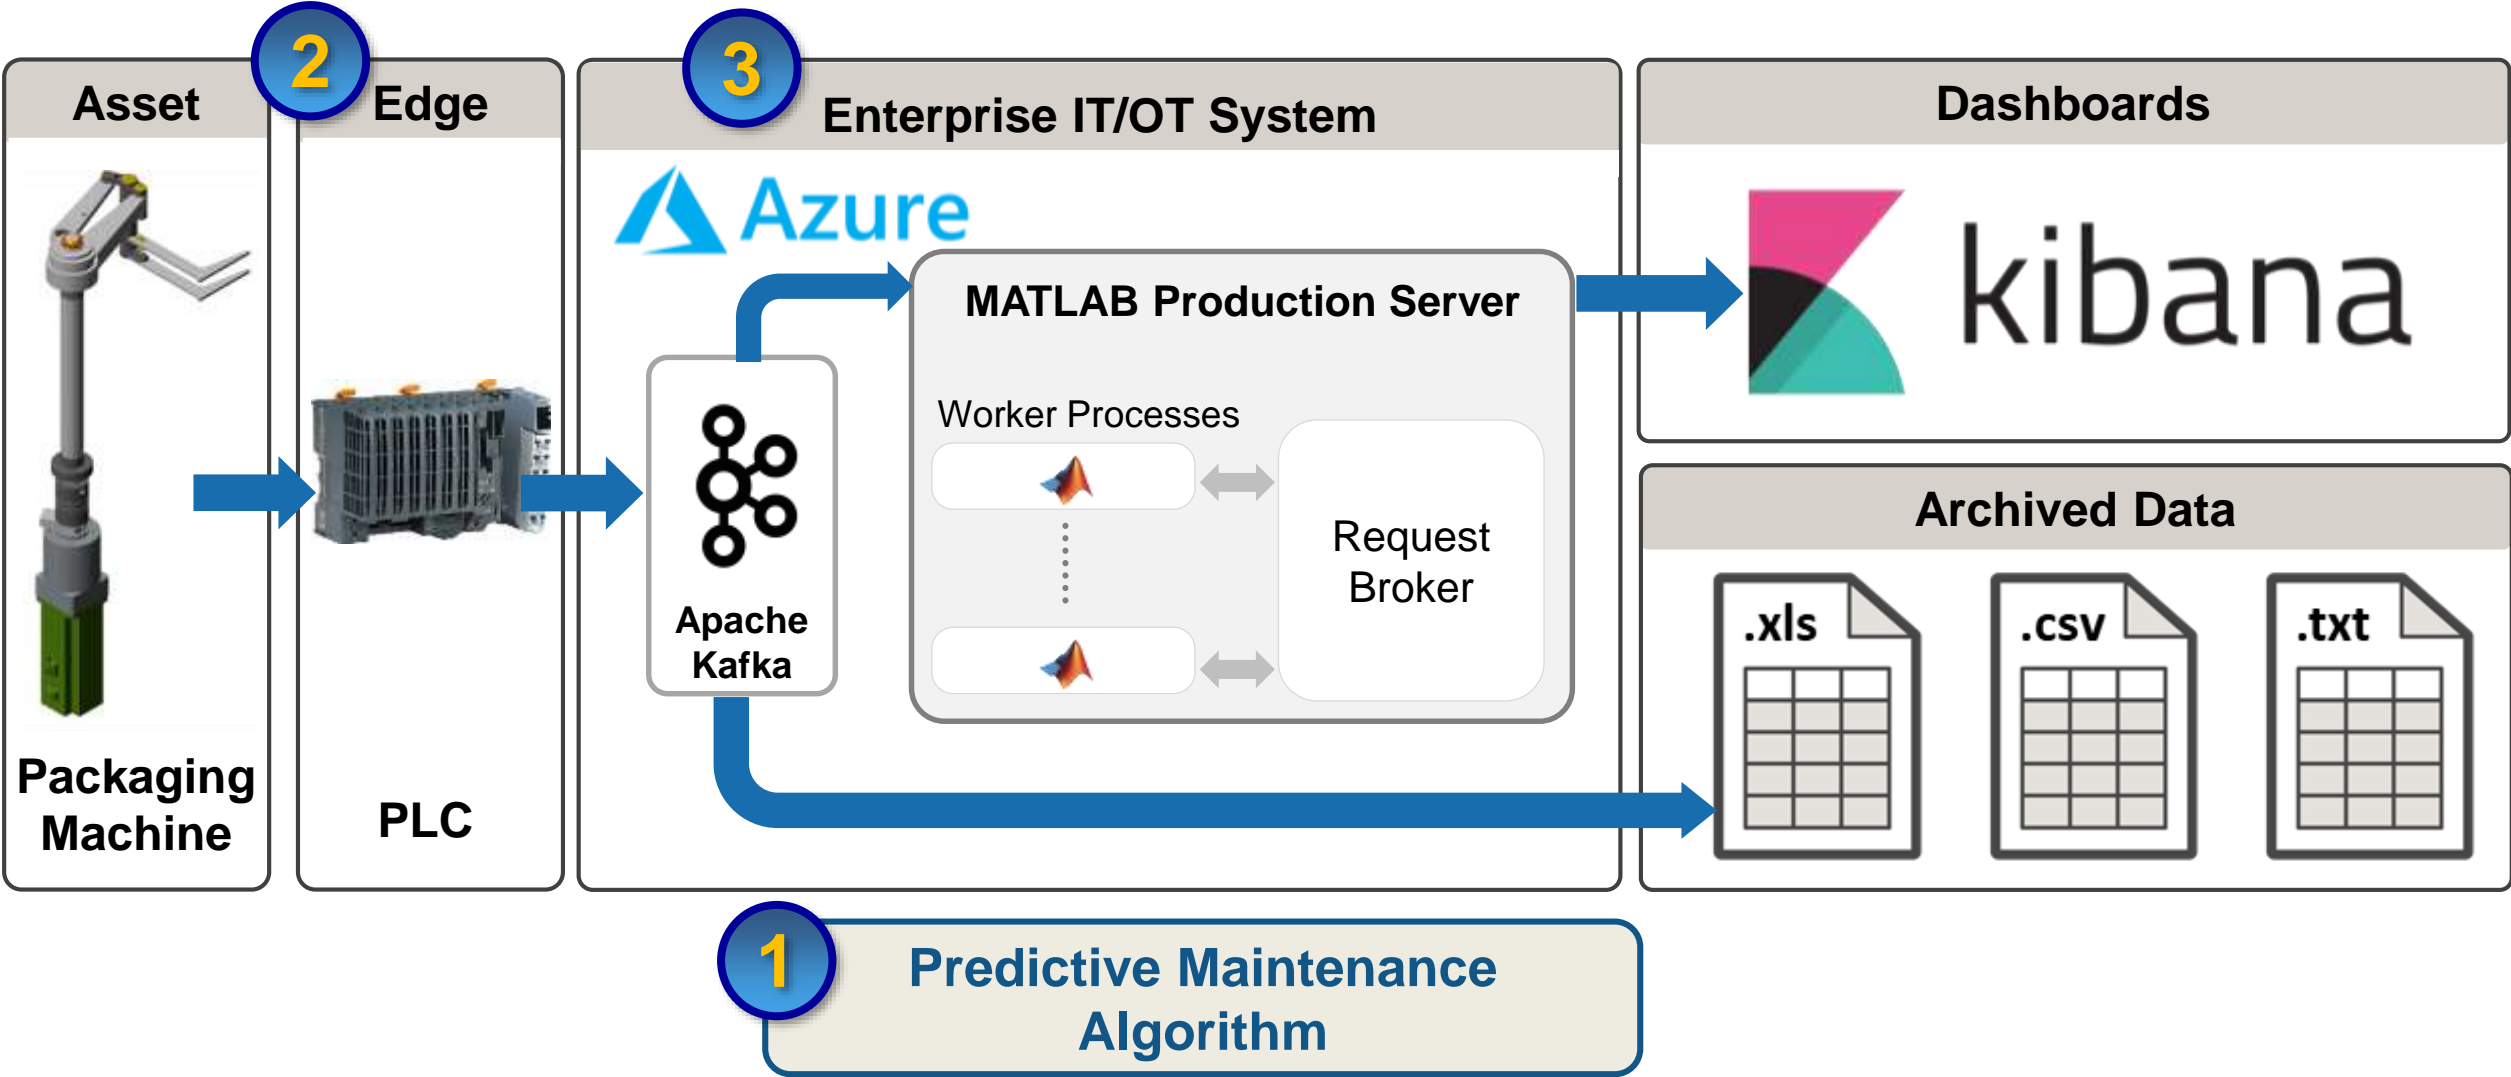 Asset
2
Edge
3
Enterprise IT/OT System
Dashboards
Azure
kibana
MATLAB Production Server
Worker Processes
Request
Broker
Apache
Kafka
Archived Data
.xls
.csv
.txt
Packaging
Machine
PLC
1
Predictive Maintenance
Algorithm